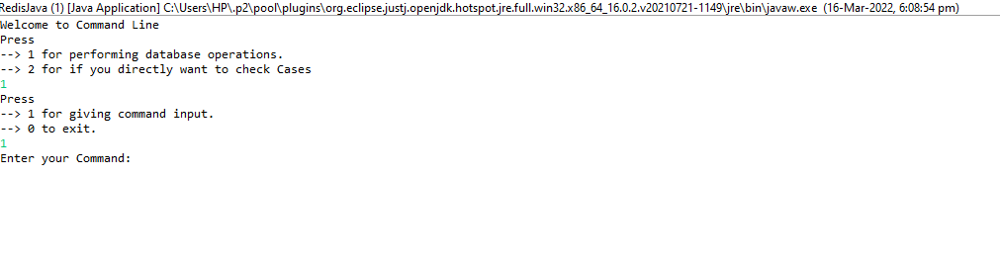 RedisJava (1) [Java Application] C:\Users\HP\.p2\pool\plugins\org.eclipse.justj.openjdk.hotspot.jre.full.win32.x86_64_16.0.2.v20210721-1149\jre\bin\javaw.exe (16-Mar-2022, 6:08:54 pm)
Welcome to Command Line
Press
--> 1 for performing database operations.
--> 2 for if you directly want to check Cases
1
Press
--> 1 for giving command input.
--> 0 to exit.
1
Enter your Command: